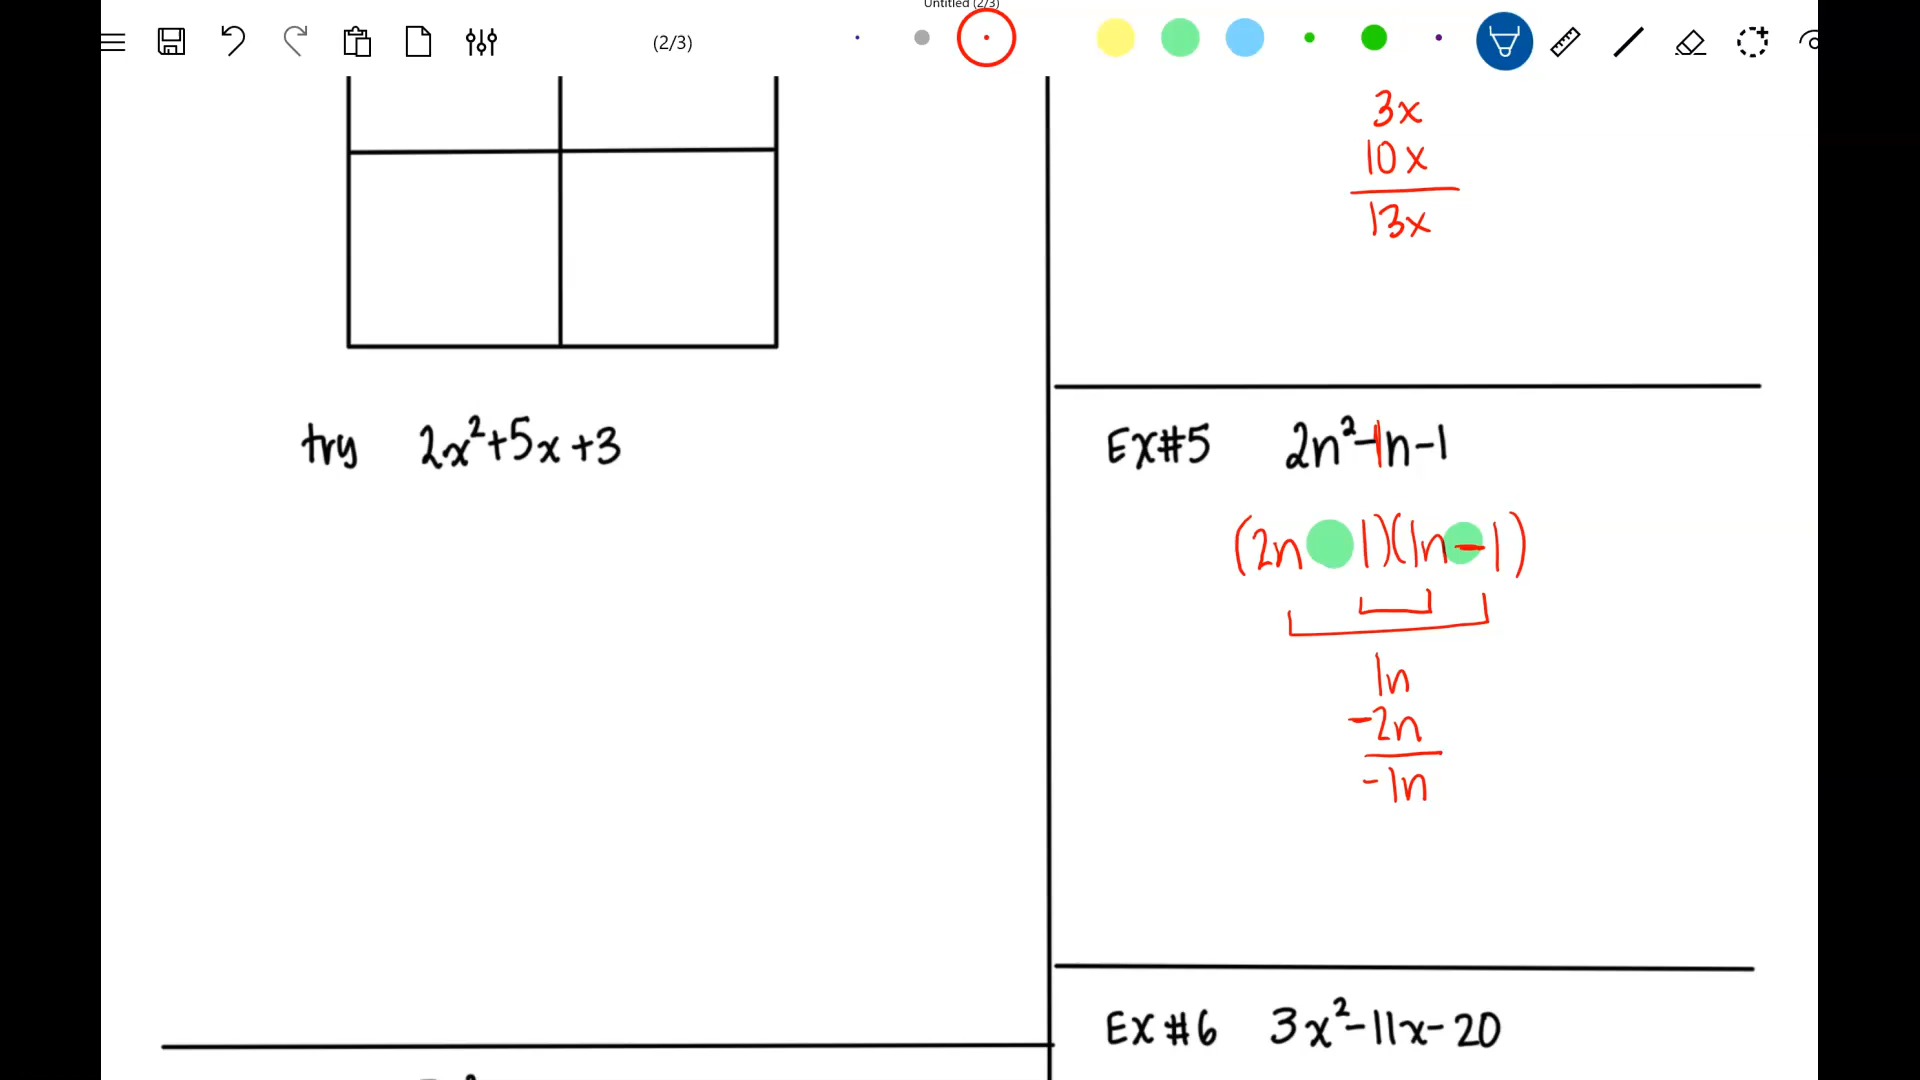 Untitled (2/3)
(2/3)
try 2x²+5x+3
3x
10x
13x
Ex#5 2n²-1n-1
(2n 1)(1n-1)
1n
-2n
-1n
Ex#6 3x²-11x-20